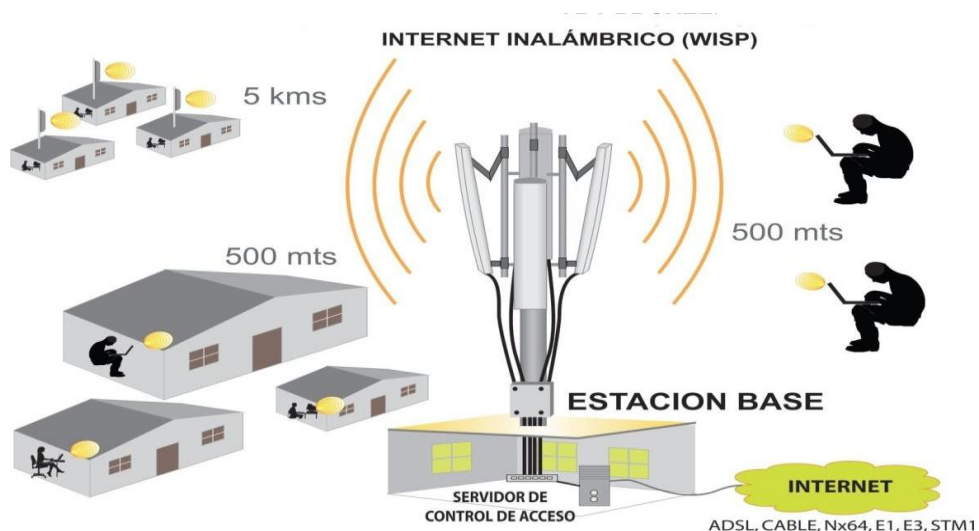 INTERNET INALÁMBRICO (WISP)
5 kms
500 mts
500 mts
ESTACION BASE
SERVIDOR DE
CONTROL DE ACCESO
INTERNET
ADSL, CABLE, Nx64, E1, E3, STM1